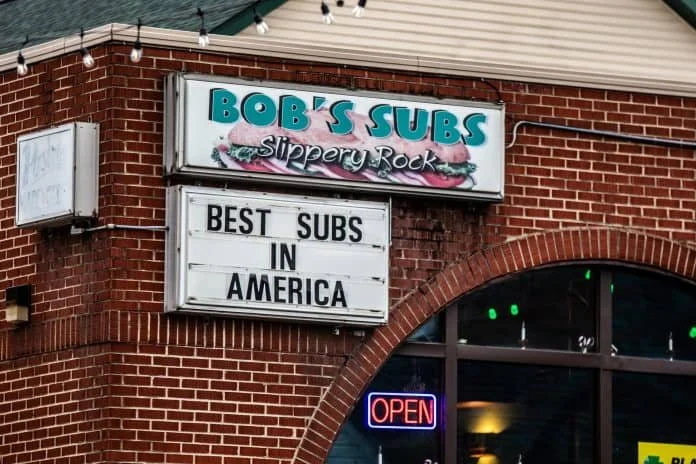 BOB'S SUBS
Slippery Rock
BEST SUBS
IN
AMERICA
OPEN